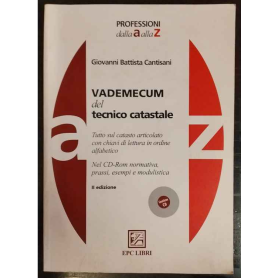 PROFESSIONI
dalla a alla z
Giovanni Battista Cantisani
VADEMECUM
del
tecnico catastale
a z
Tutto sul catasto articolato
con chiavi di lettura in ordine
alfabetico
Nel CD-Rom normativa,
prassi, esempi e modulistica
II edizione
EPC LIBRI